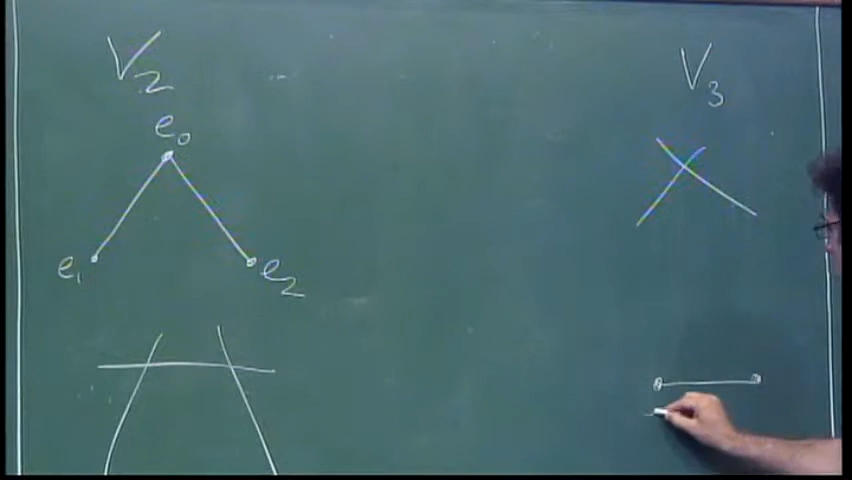 V₂
V₃
e₀
e₁
e₂